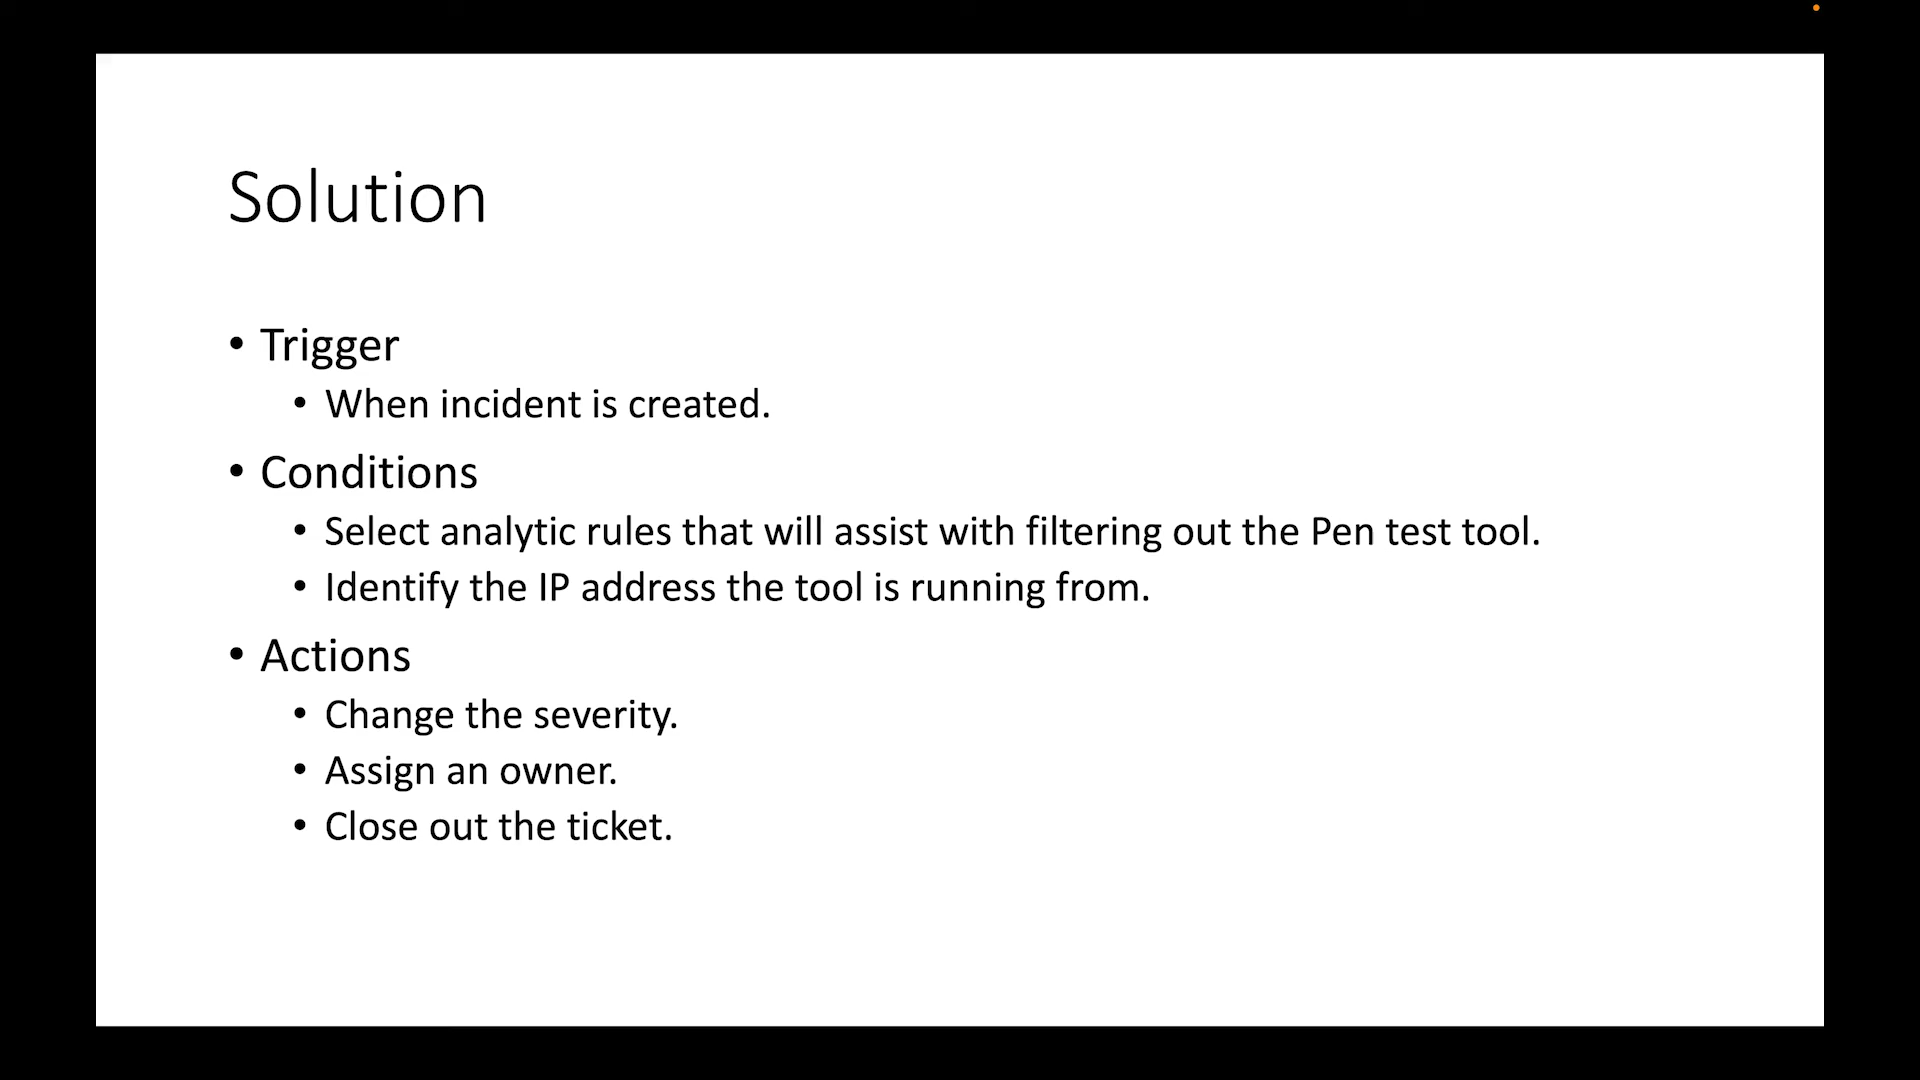 Solution
• Trigger
• When incident is created.
• Conditions
• Select analytic rules that will assist with filtering out the Pen test tool.
• Identify the IP address the tool is running from.
• Actions
• Change the severity.
• Assign an owner.
• Close out the ticket.